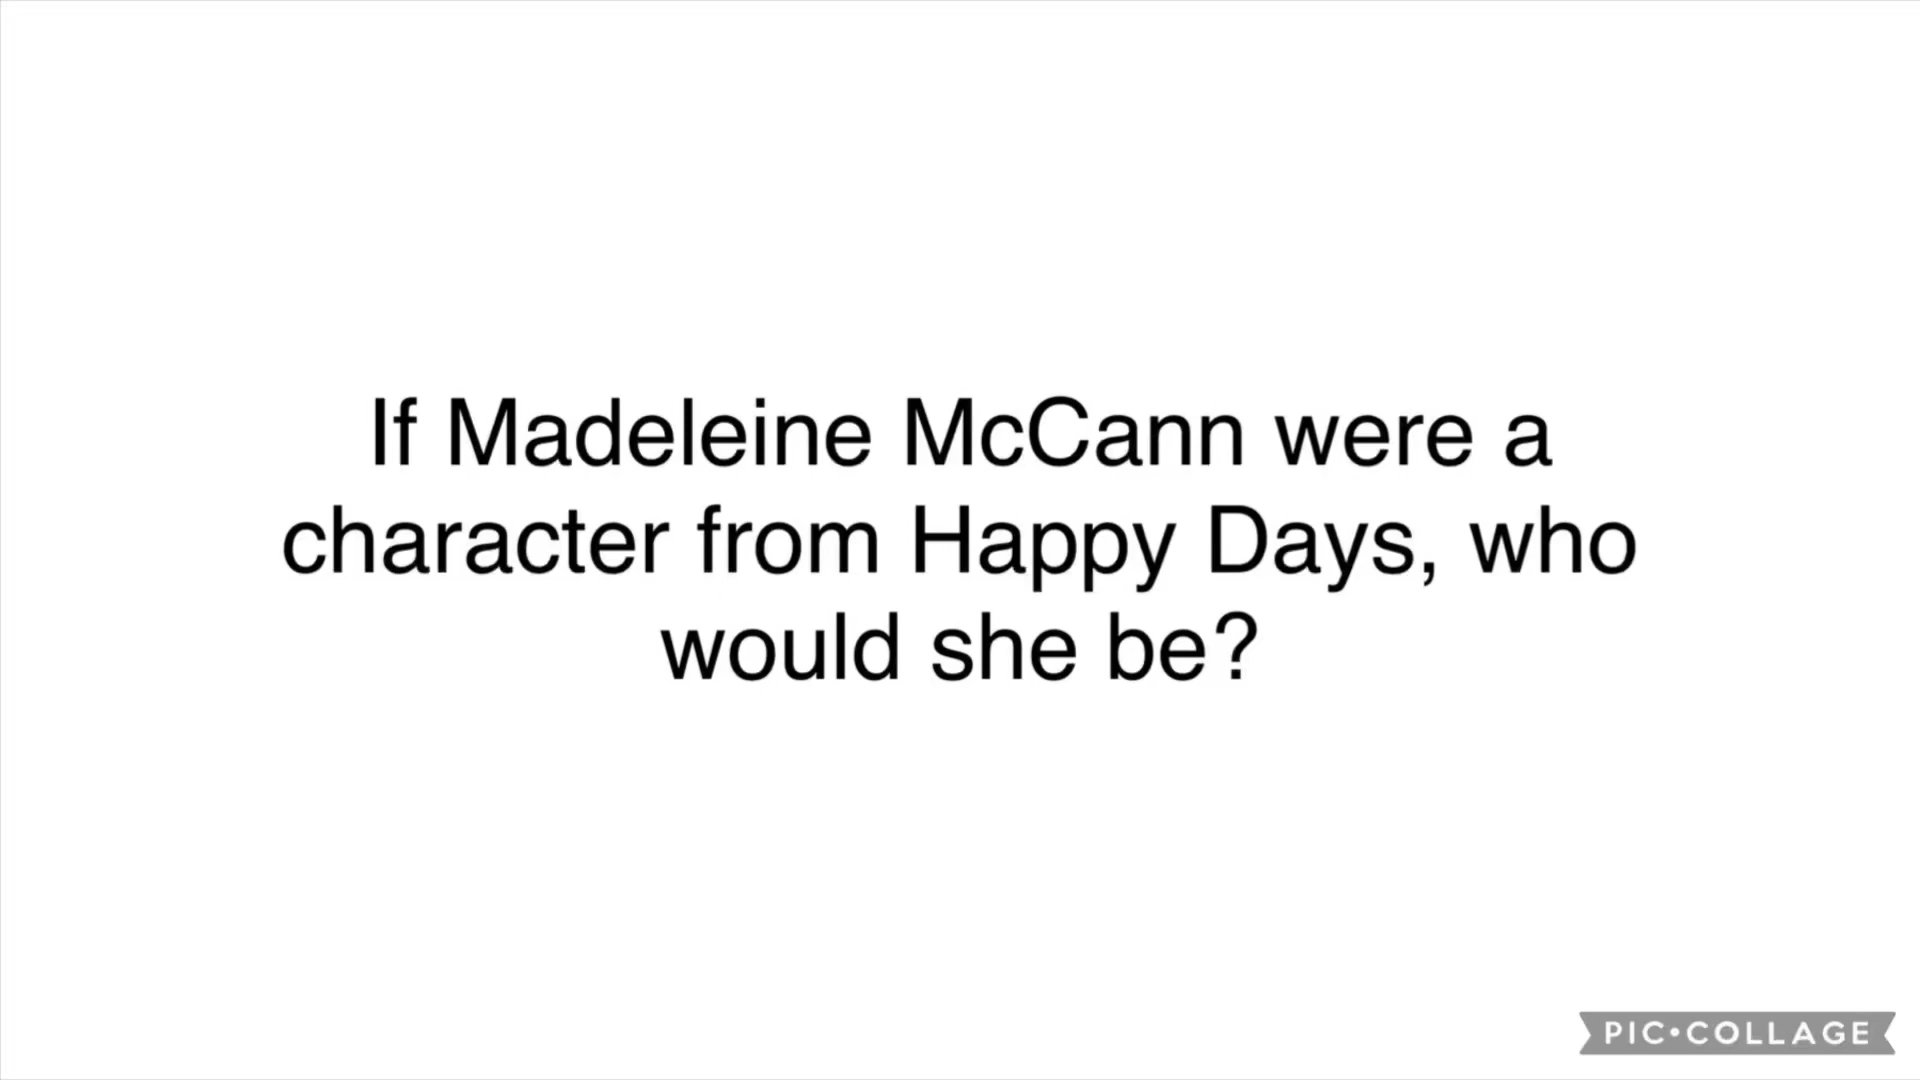 If Madeleine McCann were a
character from Happy Days, who
would she be?
PIC•COLLAGE